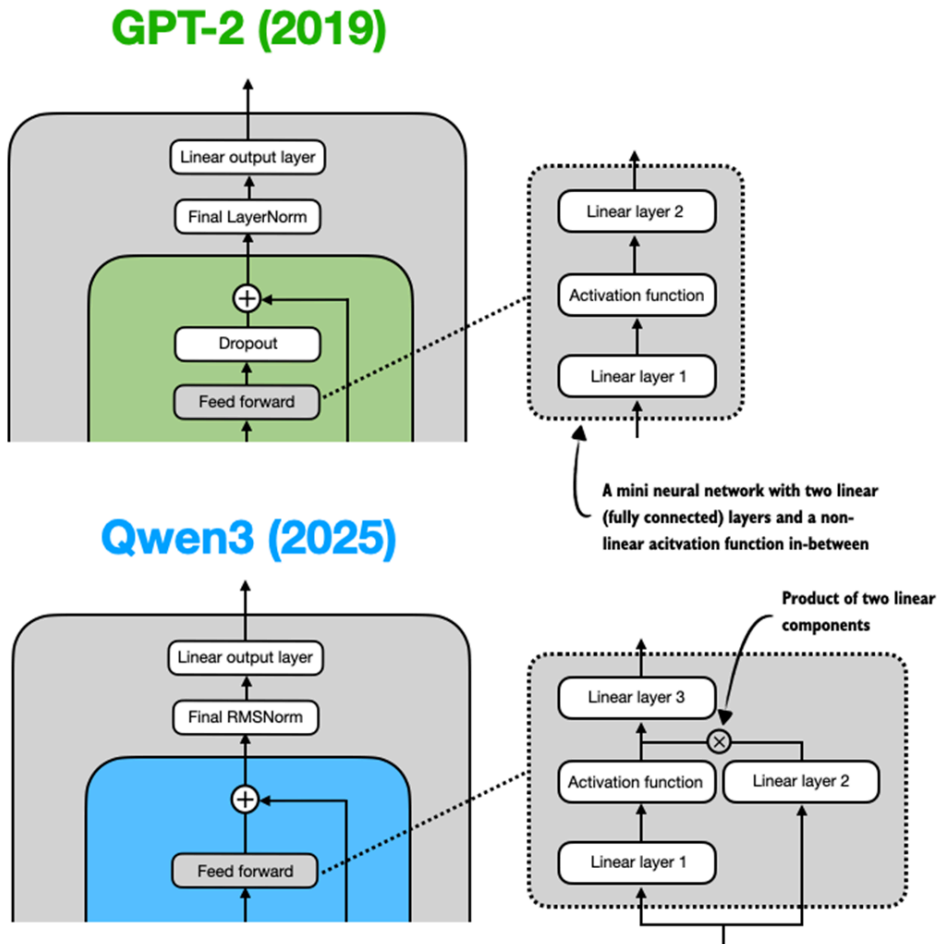 GPT-2 (2019)
Linear output layer
Final LayerNorm
+
Dropout
Feed forward
Linear layer 2
Activation function
Linear layer 1
A mini neural network with two linear
(fully connected) layers and a non-
linear acitvation function in-between
Qwen3 (2025)
Linear output layer
Final RMSNorm
+
Feed forward
Product of two linear
components
Linear layer 3
×
Activation function
Linear layer 2
Linear layer 1